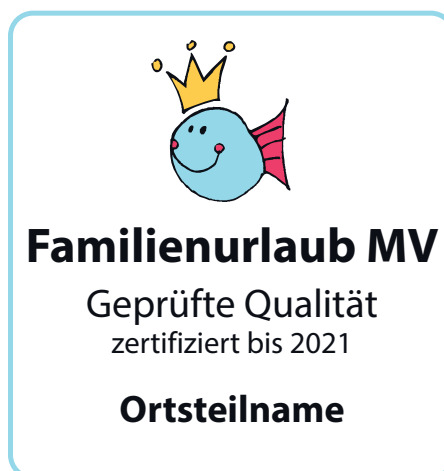 Familienurlaub MV
Geprüfte Qualität
zertifiziert bis 2021
Ortsteilname